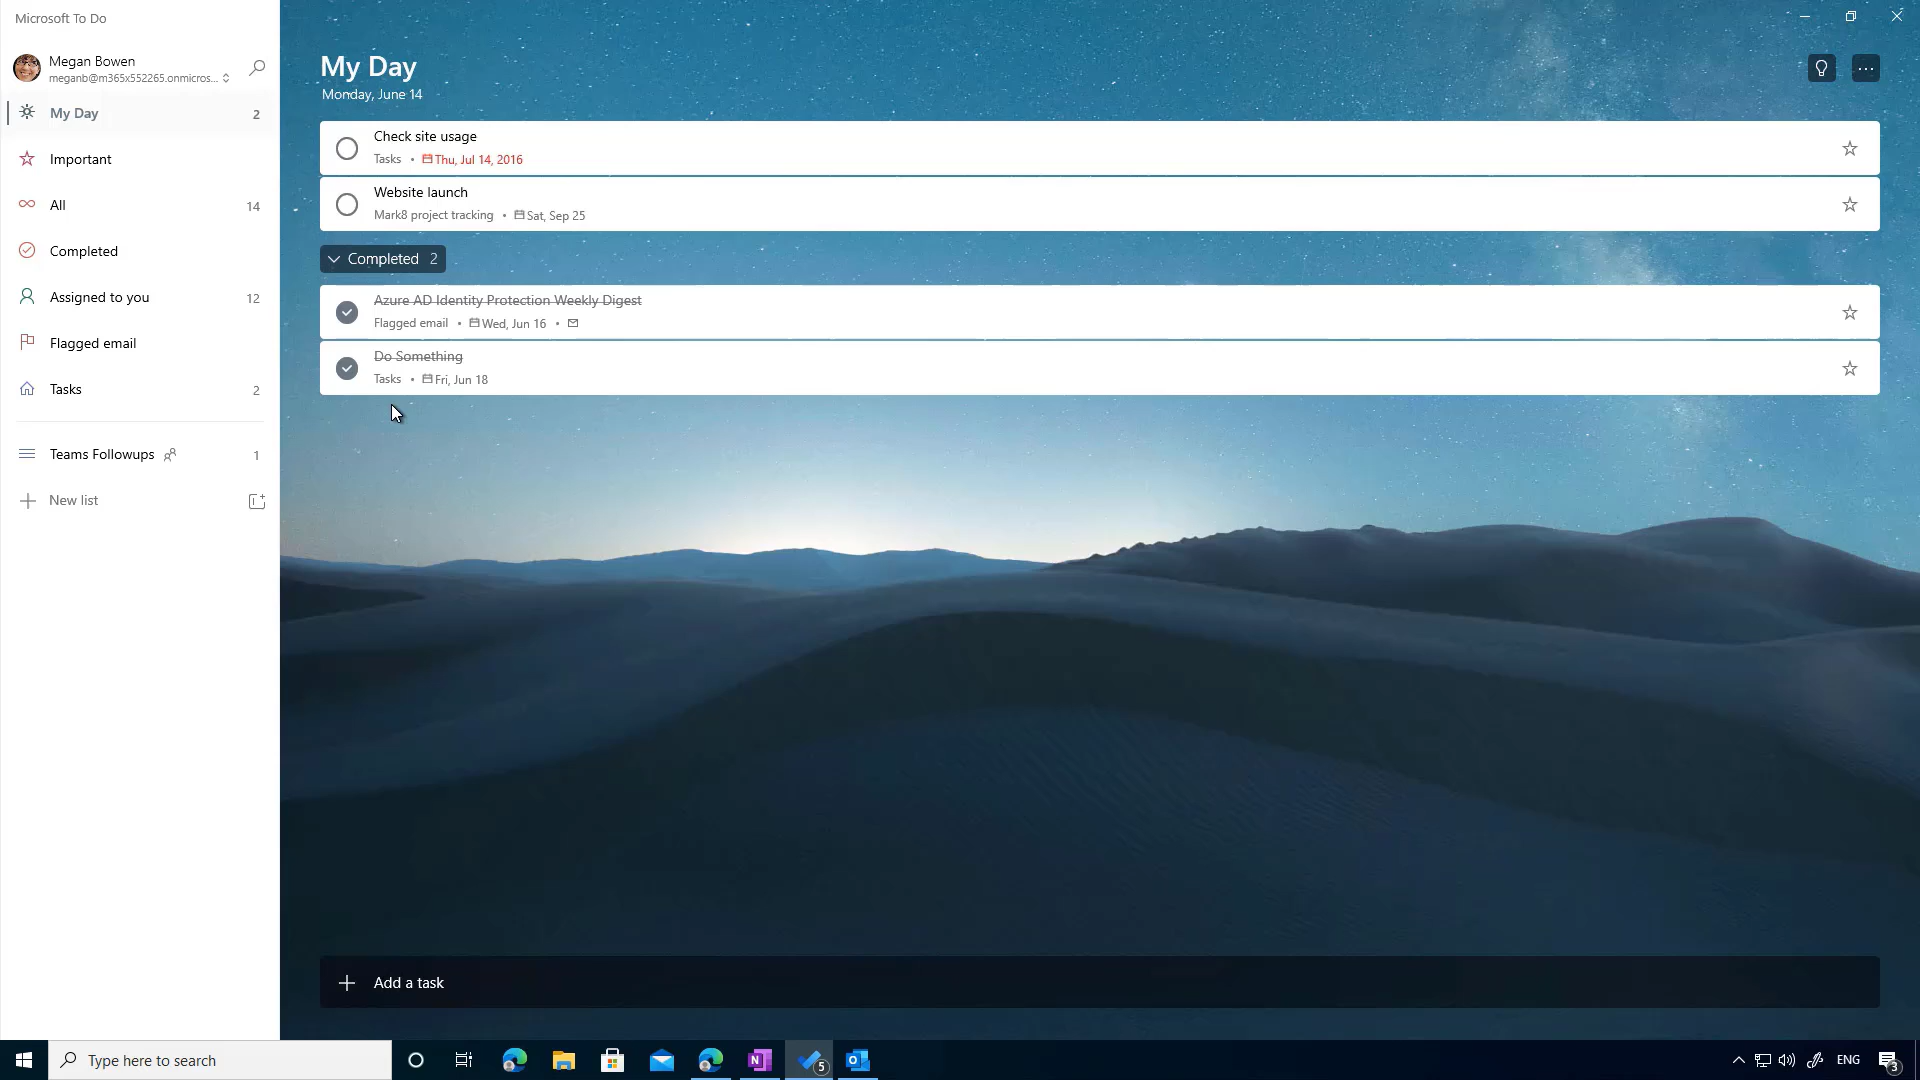 Microsoft To Do
Megan Bowen
meganb@m365x552265.onmicros...
My Day 2
Important
All 14
Completed
Assigned to you 12
Flagged email
Tasks 2
Teams Followups 1
New list
My Day
Monday, June 14
Check site usage
Tasks • Thu, Jul 14, 2016
Website launch
Mark8 project tracking • Sat, Sep 25
Completed 2
Azure AD Identity Protection Weekly Digest
Flagged email • Wed, Jun 16 •
Do Something
Tasks • Fri, Jun 18
Add a task
Type here to search
N
5
O
ENG
3